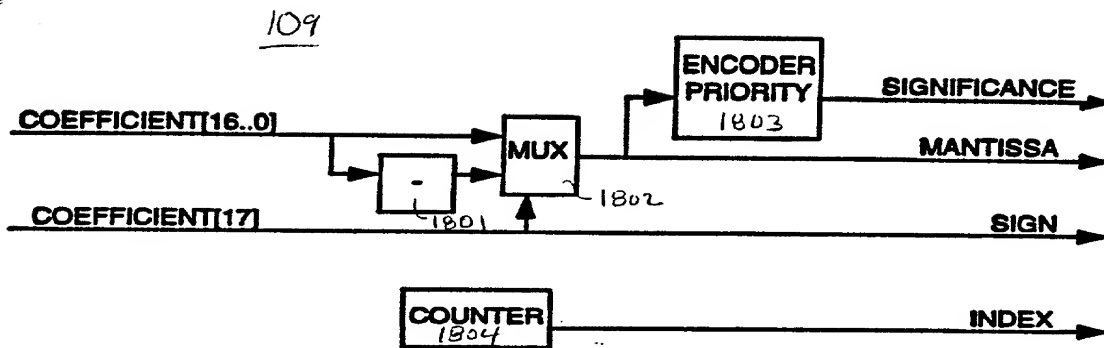 109
ENCODER
PRIORITY
1803
SIGNIFICANCE
COEFFICIENT[16..0]
MUX
MANTISSA
-
1801
1802
COEFFICIENT[17]
SIGN
COUNTER
1804
INDEX